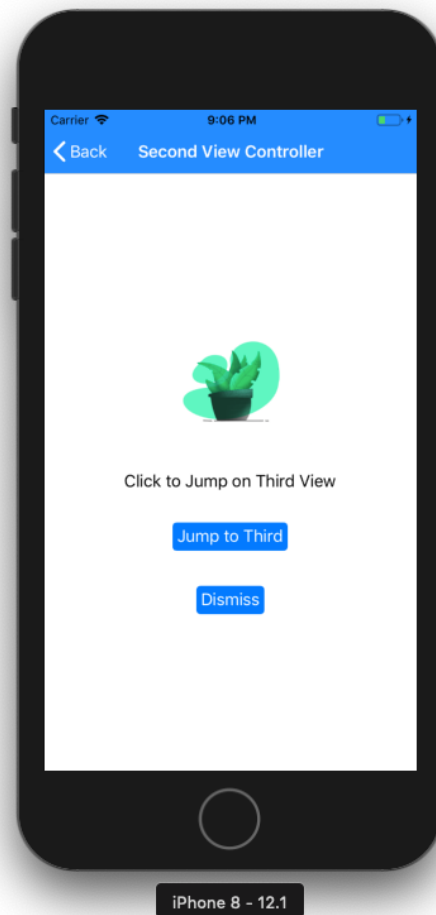 Carrier 9:06 PM
Back Second View Controller
Click to Jump on Third View
Jump to Third
Dismiss
iPhone 8 - 12.1